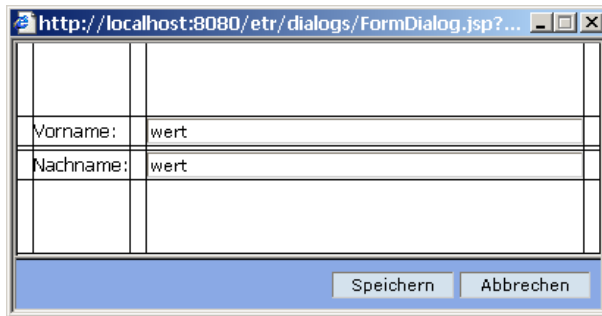 http://localhost:8080/etr/dialogs/FormDialog.jsp?...
Vorname: wert
Nachname: wert
Speichern Abbrechen